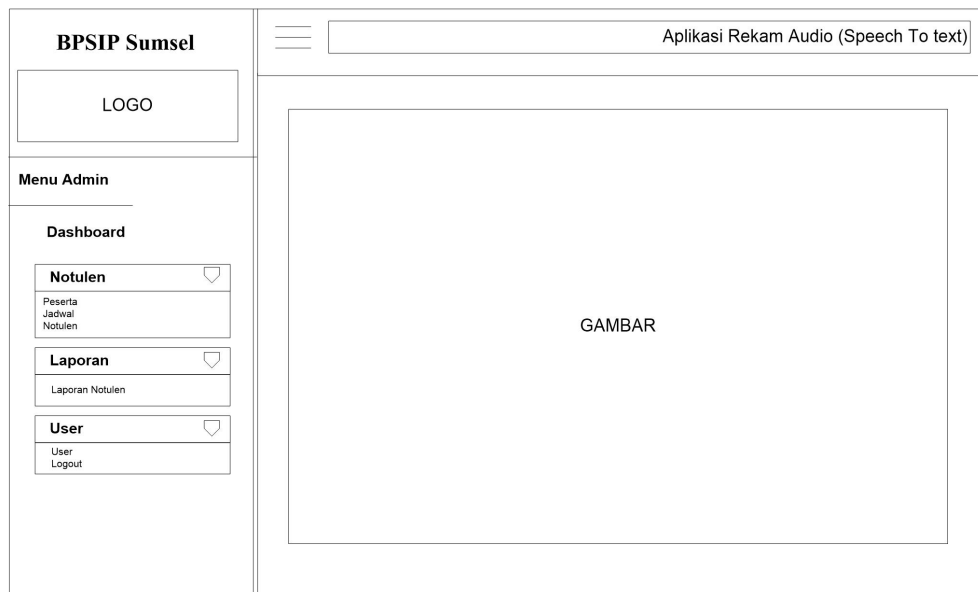 BPSIP Sumsel
LOGO
Aplikasi Rekam Audio (Speech To text)
Menu Admin
Dashboard
Notulen
Peserta
Jadwal
Notulen
Laporan
Laporan Notulen
User
User
Logout
GAMBAR